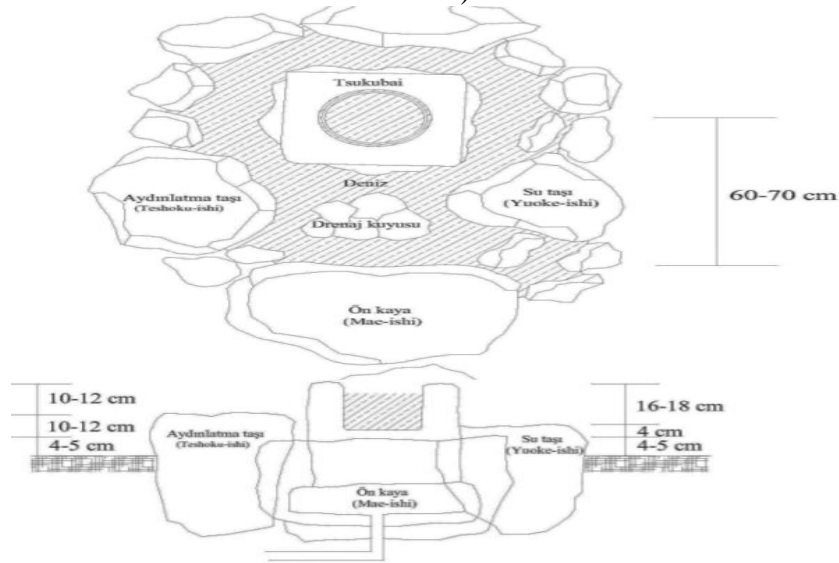 )
Tsukubai
Deniz
Aydınlatma taşı
(Teshoku-ishi)
Su taşı
(Yuoke-ishi)
60-70 cm
Drenaj kuyusu
Ön kaya
(Mae-ishi)
10-12 cm
10-12 cm
4-5 cm
16-18 cm
4 cm
4-5 cm
Aydınlatma taşı
(Teshoku-ishi)
Su taşı
(Yuoke-ishi)
Ön kaya
(Mae-ishi)